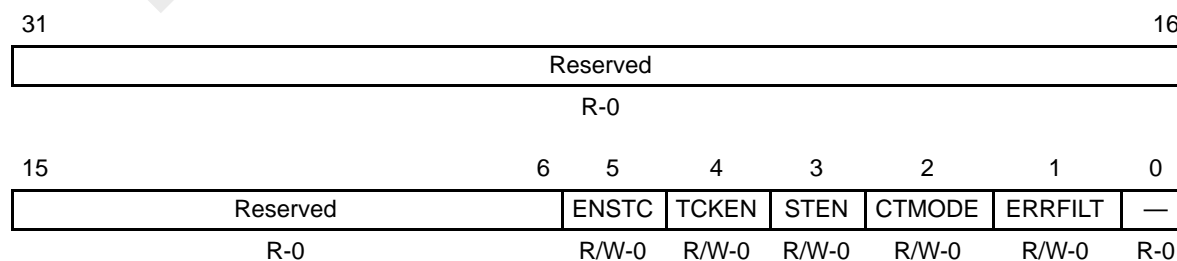 31 16
Reserved
R-0
15 6 5 4 3 2 1 0
Reserved ENSTC TCKEN STEN CTMODE ERRFILT —
R-0 R/W-0 R/W-0 R/W-0 R/W-0 R/W-0 R-0